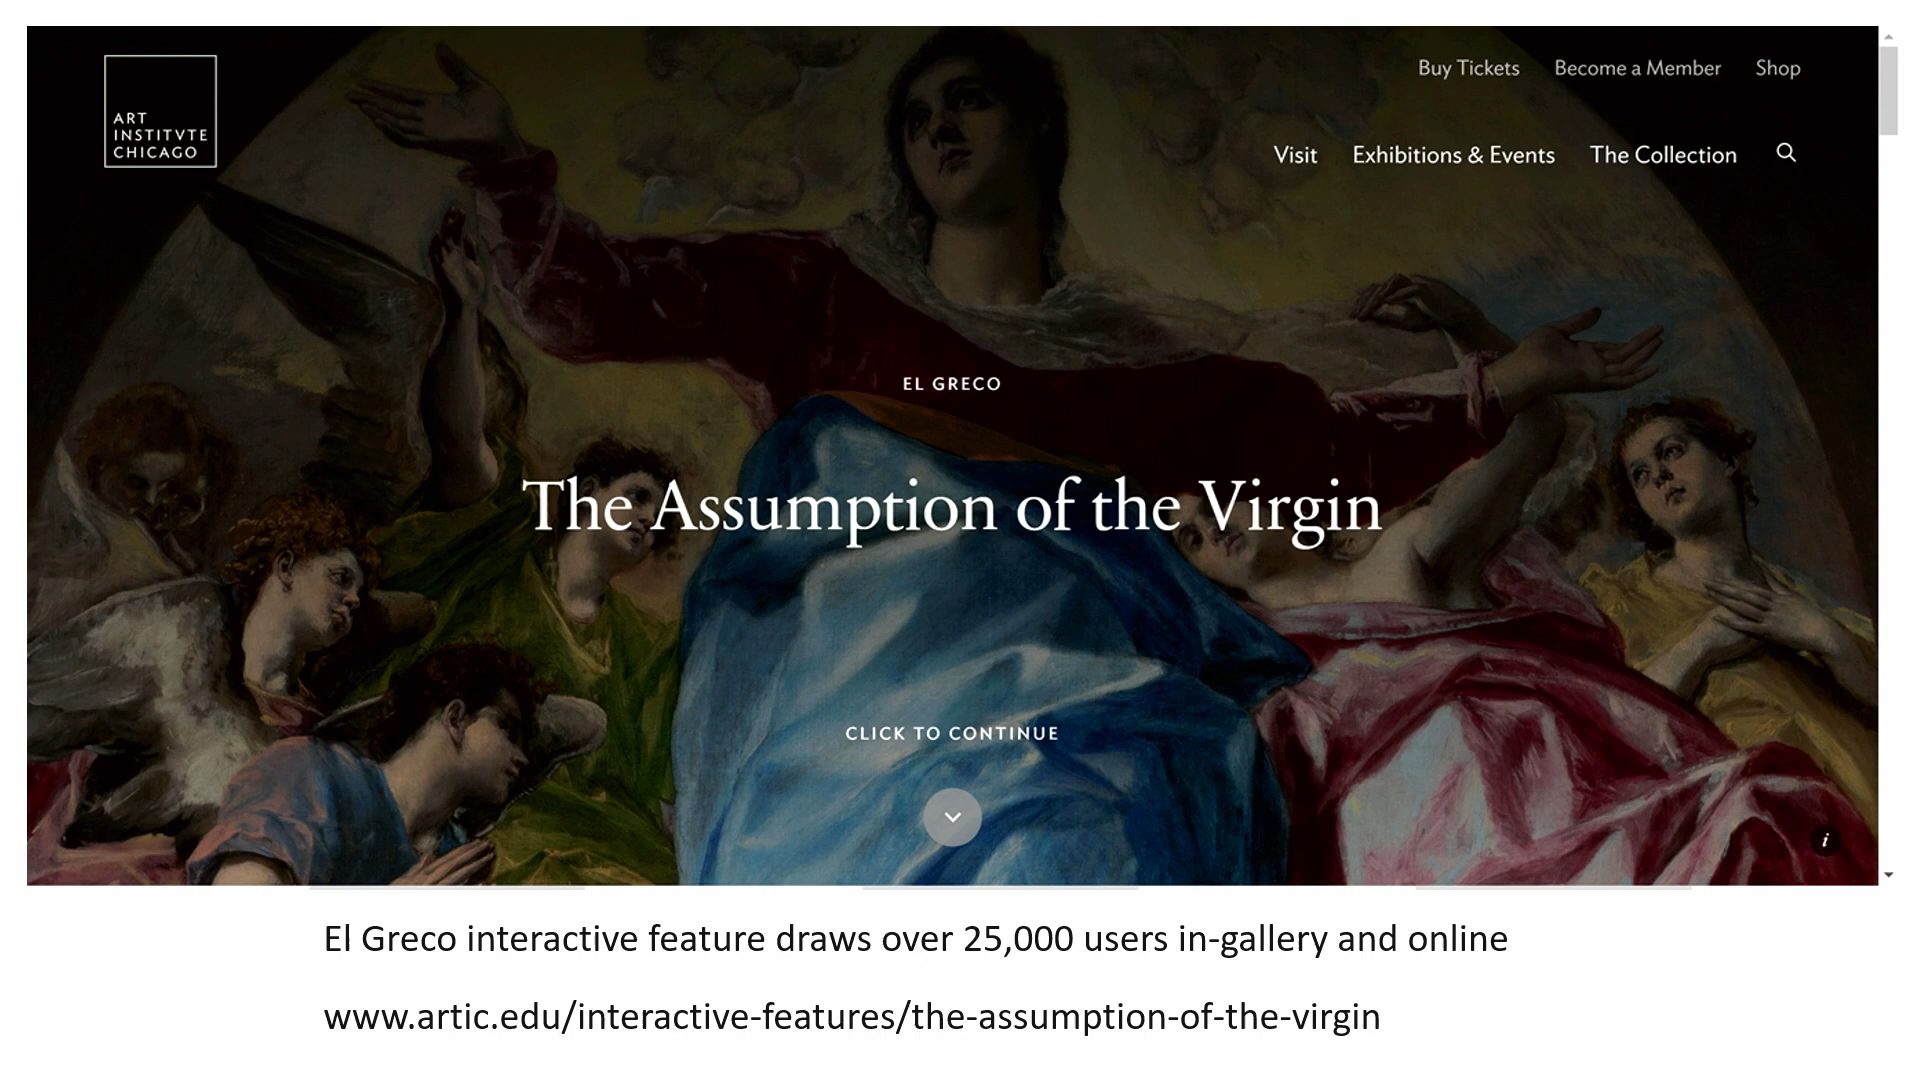 ART
INSTITVTE
CHICAGO
Buy Tickets Become a Member Shop
Visit Exhibitions & Events The Collection
EL GRECO
The Assumption of the Virgin
CLICK TO CONTINUE
i
El Greco interactive feature draws over 25,000 users in-gallery and online
www.artic.edu/interactive-features/the-assumption-of-the-virgin